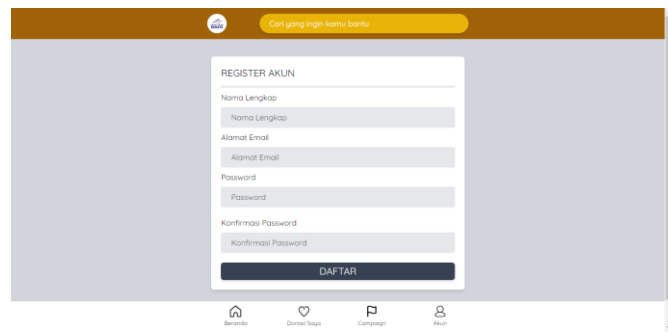 Cari yang ingin kamu bantu
REGISTER AKUN
Nama Lengkap
Nama Lengkap
Alamat Email
Alamat Email
Password
Password
Konfirmasi Password
Konfirmasi Password
DAFTAR
Beranda Donasi Saya Campaign Akun